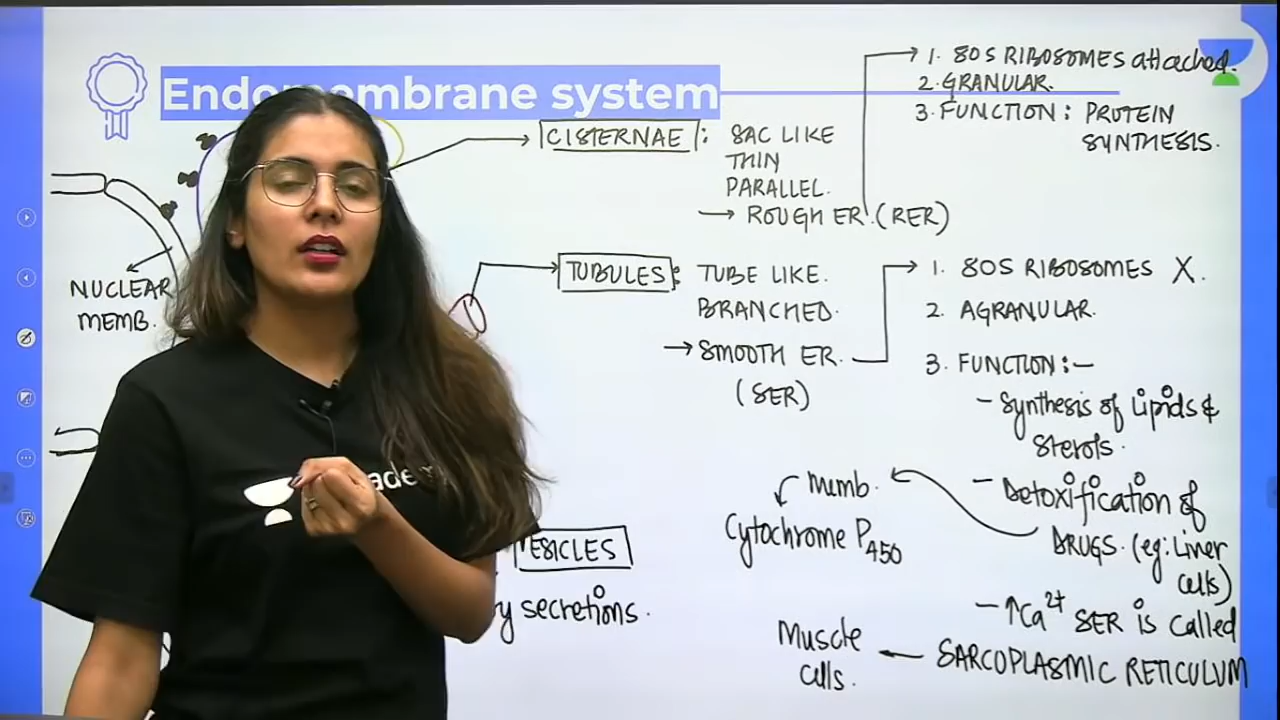 Endomembrane system
CISTERNAE :
SAC LIKE
THIN
PARALLEL.
→ ROUGH ER. (RER)
1. 80S RIBOSOMES attached.
2. GRANULAR.
3. FUNCTION : PROTEIN
SYNTHESIS.
NUCLEAR
MEMB.
TUBULES :
TUBE LIKE.
BRANCHED.
→ SMOOTH ER.
(SER)
1. 80S RIBOSOMES X.
2. AGRANULAR.
3. FUNCTION :-
- Synthesis of Lipids &
Sterols.
- Detoxification of
DRUGS. (eg: Liver
cells)
Memb.
Cytochrome P450
- ↑Ca2+ SER is called
SARCOPLASMIC RETICULUM
Muscle
cells.
ESICLES
by secretions.
ade